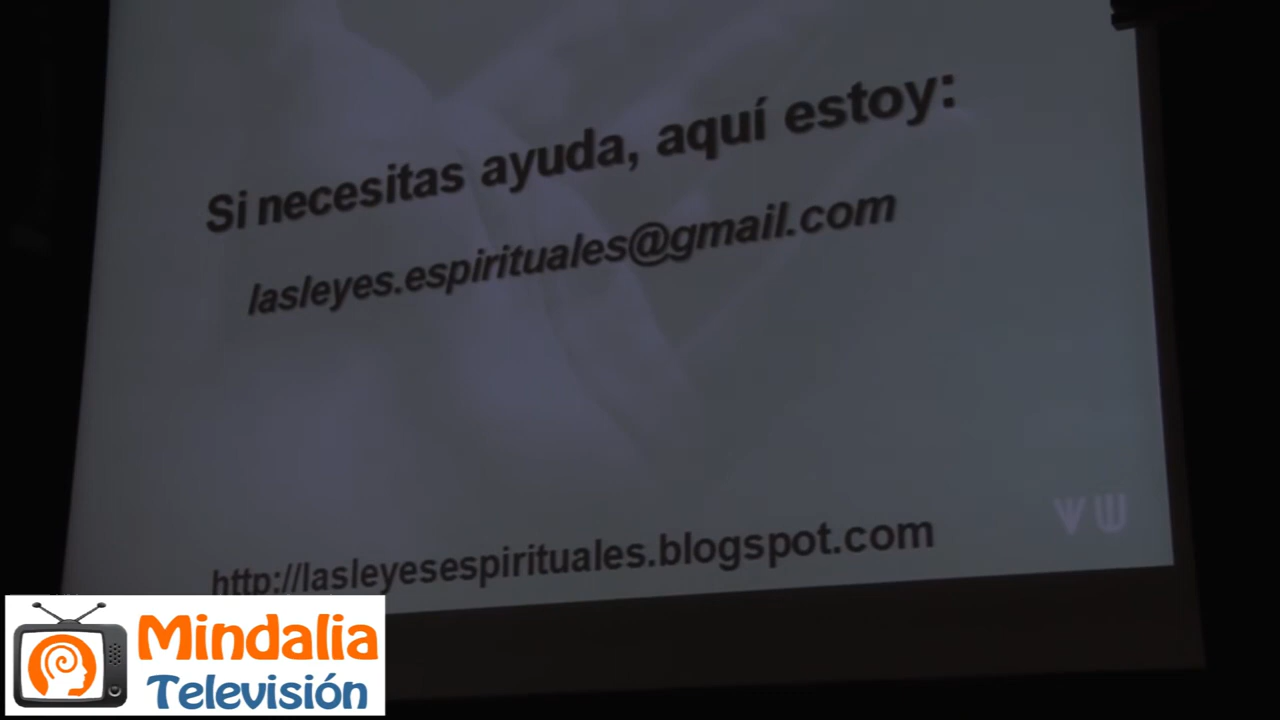 Si necesitas ayuda, aquí estoy:
lasleyes.espirituales@gmail.com
http://lasleyesespirituales.blogspot.com
Mindalia
Televisión